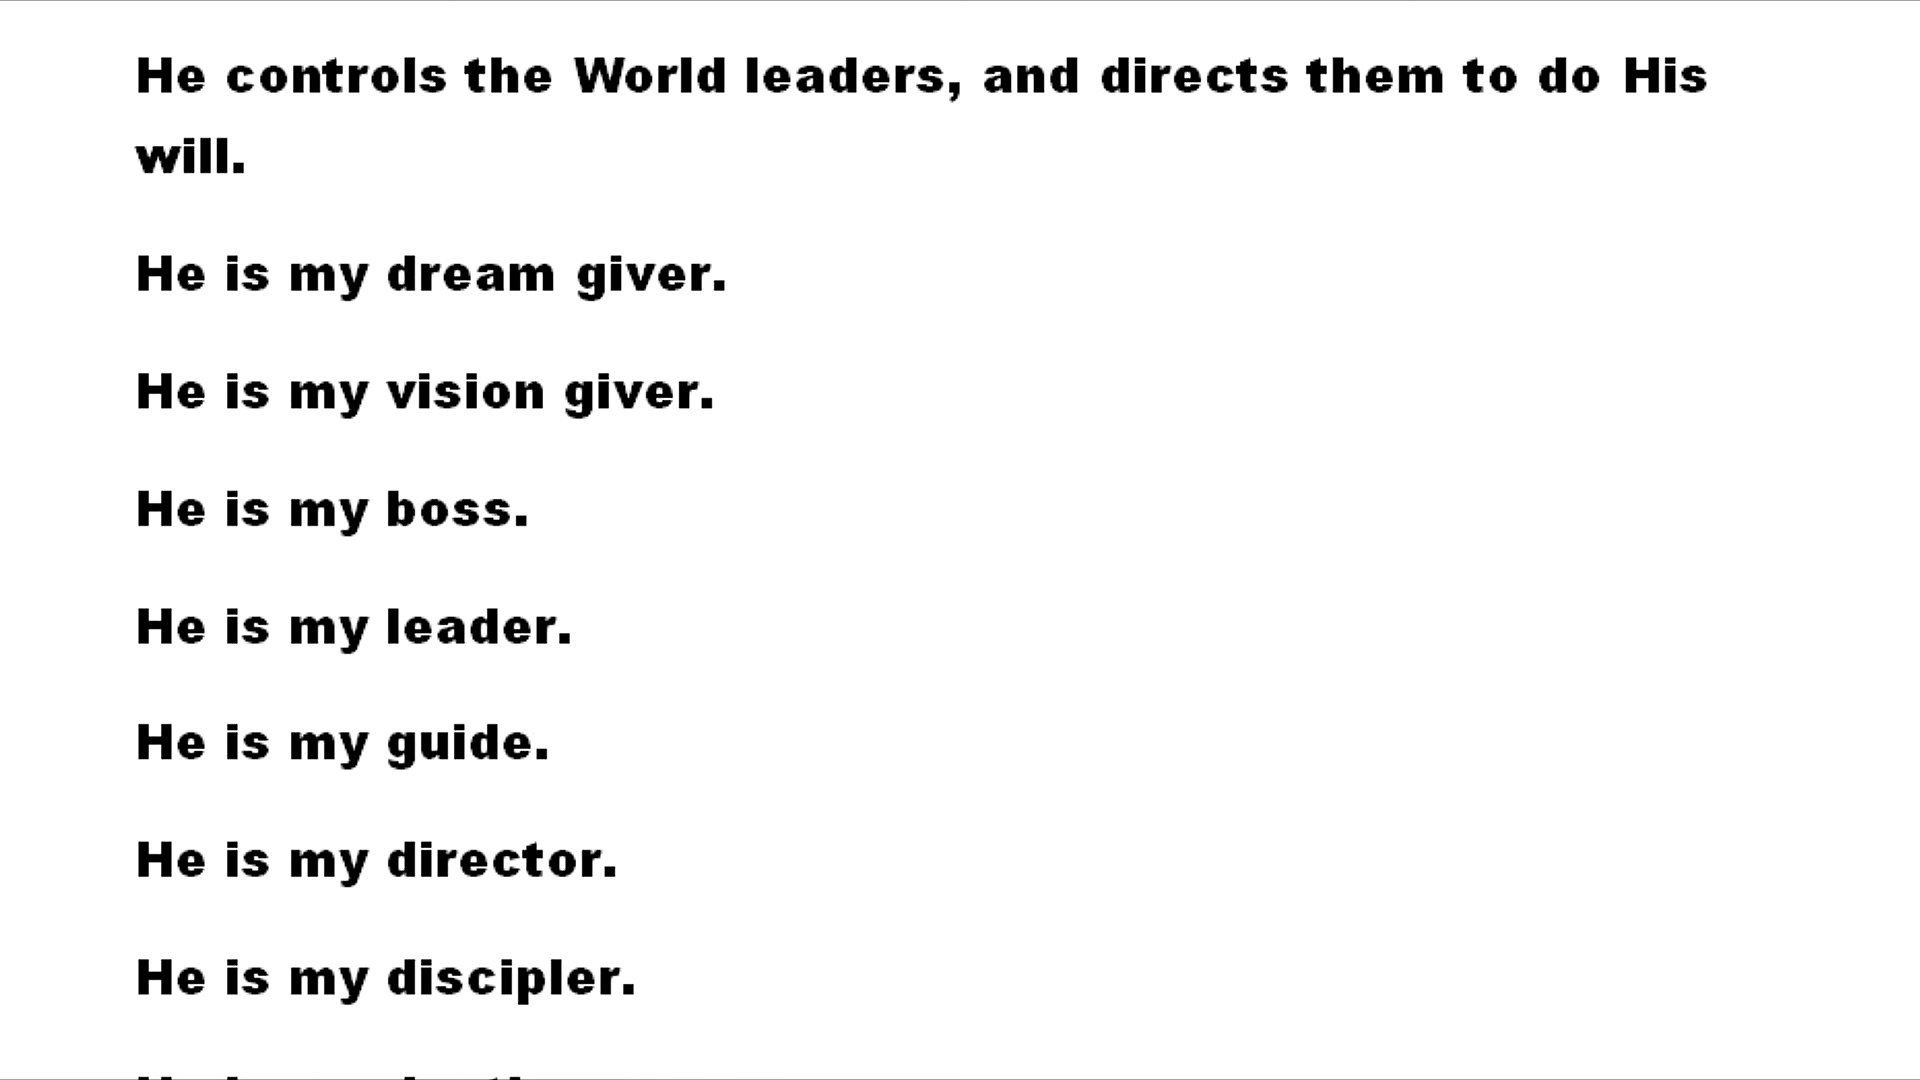 He controls the World leaders, and directs them to do His
will.
He is my dream giver.
He is my vision giver.
He is my boss.
He is my leader.
He is my guide.
He is my director.
He is my discipler.